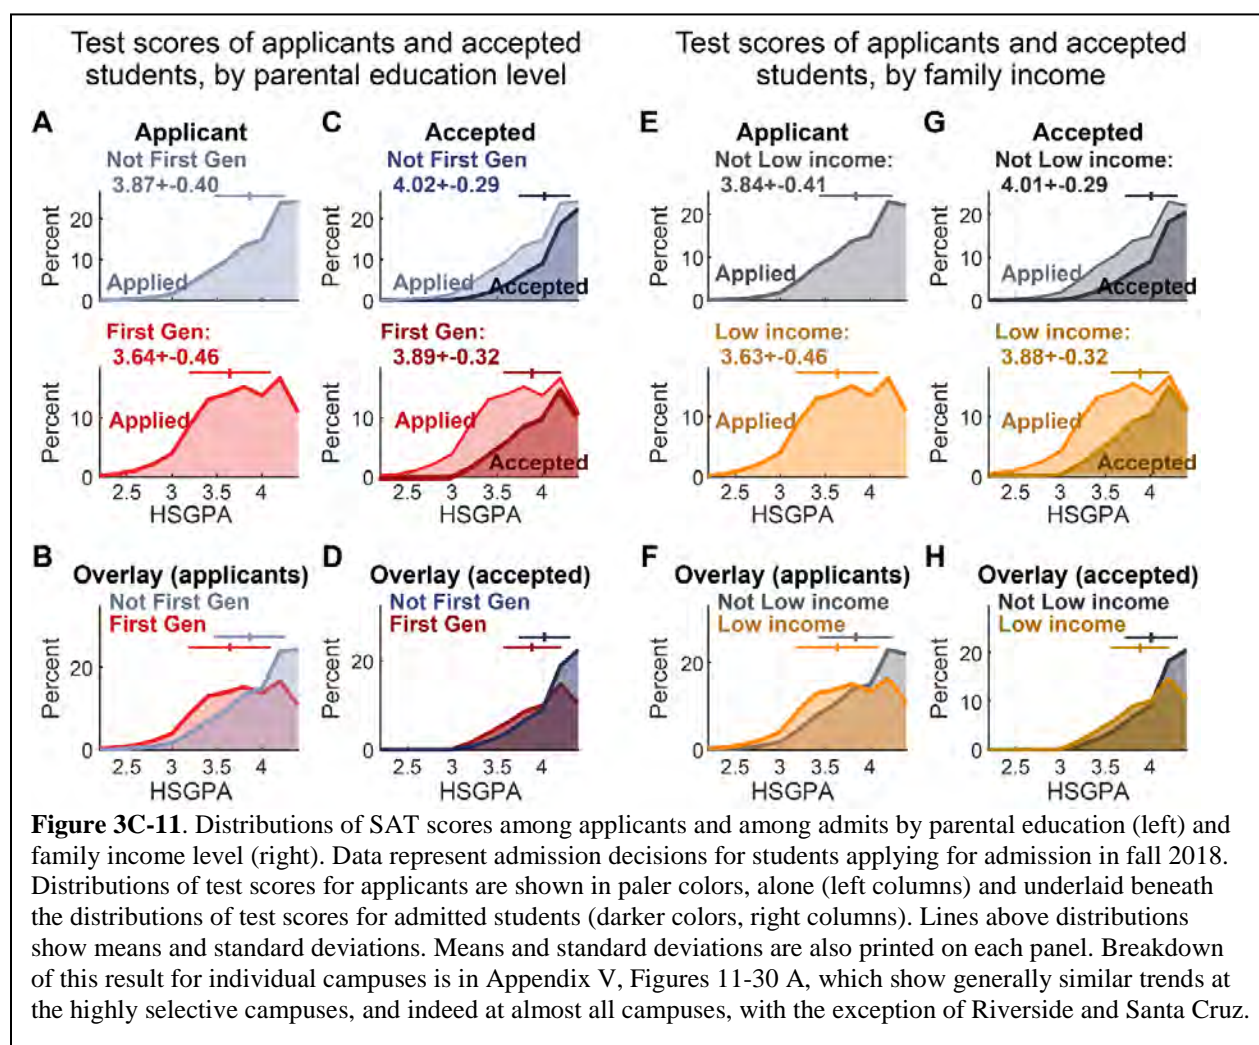 Test scores of applicants and accepted
students, by parental education level
Test scores of applicants and accepted
students, by family income
A
Applicant
Not First Gen
3.87+-0.40
Percent
20
0
Applied
First Gen:
3.64+-0.46
Percent
10
0
Applied
2.5 3 3.5 4
HSGPA
C
Accepted
Not First Gen
4.02+-0.29
Percent
20
10
0
Applied
Accepted
First Gen:
3.89+-0.32
Percent
10
0
Applied
Accepted
2.5 3 3.5 4
HSGPA
E
Applicant
Not Low income:
3.84+-0.41
Percent
20
10
0
Applied
Low income:
3.63+-0.46
Percent
10
0
Applied
2.5 3 3.5 4
HSGPA
G
Accepted
Not Low income:
4.01+-0.29
Percent
20
10
0
Applied
Accepted
Low income:
3.88+-0.32
Percent
10
0
Applied
Accepted
2.5 3 3.5 4
HSGPA
B
Overlay (applicants)
Not First Gen
First Gen
Percent
20
0
2.5 3 3.5 4
HSGPA
D
Overlay (accepted)
Not First Gen
First Gen
Percent
20
10
0
2.5 3 3.5 4
HSGPA
F
Overlay (applicants)
Not Low income
Low income
Percent
20
10
0
2.5 3 3.5 4
HSGPA
H
Overlay (accepted)
Not Low income
Low income
Percent
20
10
0
2.5 3 3.5 4
HSGPA
Figure 3C-11. Distributions of SAT scores among applicants and among admits by parental education (left) and
family income level (right). Data represent admission decisions for students applying for admission in fall 2018.
Distributions of test scores for applicants are shown in paler colors, alone (left columns) and underlaid beneath
the distributions of test scores for admitted students (darker colors, right columns). Lines above distributions
show means and standard deviations. Means and standard deviations are also printed on each panel. Breakdown
of this result for individual campuses is in Appendix V, Figures 11-30 A, which show generally similar trends at
the highly selective campuses, and indeed at almost all campuses, with the exception of Riverside and Santa Cruz.